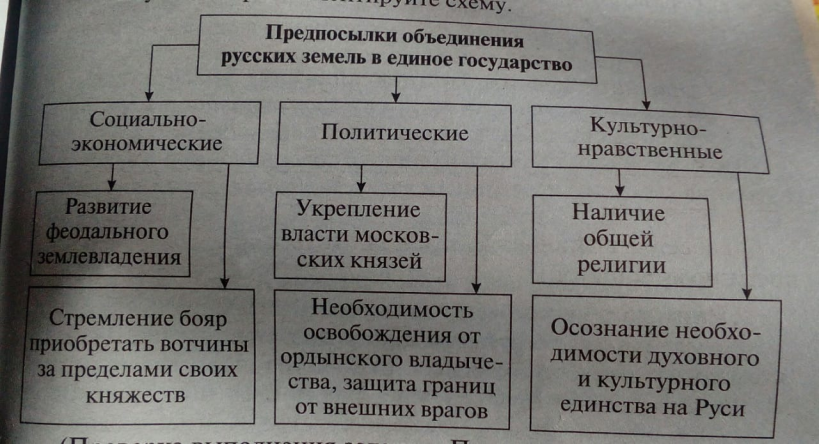 схему.
Предпосылки объединения
русских земель в единое государство
Социально-
экономические
Политические
Культурно-
нравственные
Развитие
феодального
землевладения
Укрепление
власти москов-
ских князей
Наличие
общей
религии
Стремление бояр
приобретать вотчины
за пределами своих
княжеств
Необходимость
освобождения от
ордынского владыче-
ства, защита границ
от внешних врагов
Осознание необхо-
димости духовного
и культурного
единства на Руси